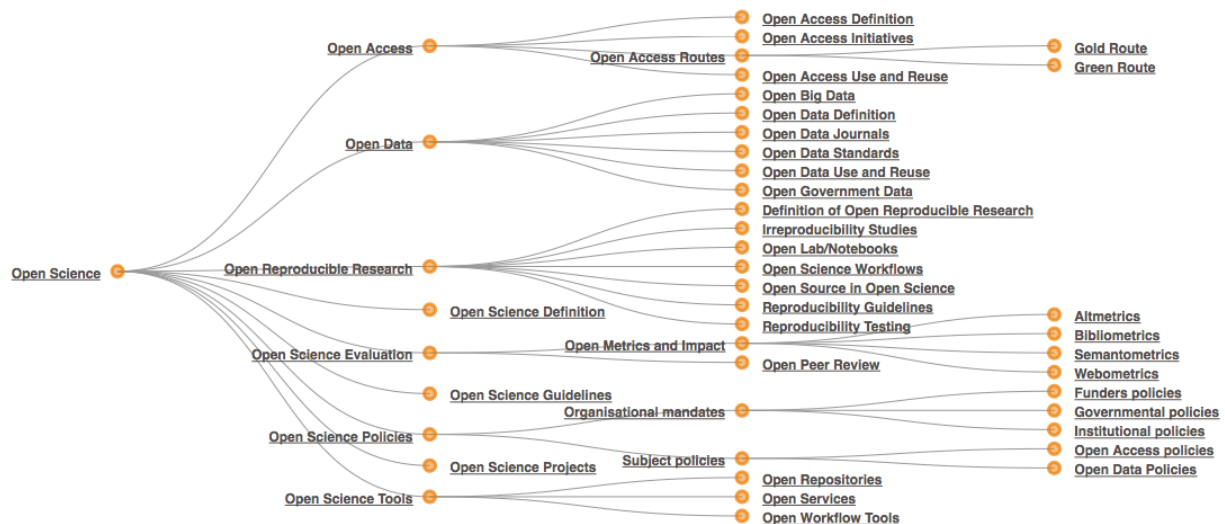 Open Science
Open Access
Open Access Definition
Open Access Initiatives
Open Access Routes
Gold Route
Green Route
Open Access Use and Reuse
Open Data
Open Big Data
Open Data Definition
Open Data Journals
Open Data Standards
Open Data Use and Reuse
Open Government Data
Open Reproducible Research
Definition of Open Reproducible Research
Irreproducibility Studies
Open Lab/Notebooks
Open Science Workflows
Open Source in Open Science
Reproducibility Guidelines
Reproducibility Testing
Open Science Definition
Open Science Evaluation
Open Metrics and Impact
Altmetrics
Bibliometrics
Semantometrics
Webometrics
Open Peer Review
Open Science Guidelines
Open Science Policies
Organisational mandates
Funders policies
Governmental policies
Institutional policies
Subject policies
Open Access policies
Open Data Policies
Open Science Projects
Open Science Tools
Open Repositories
Open Services
Open Workflow Tools